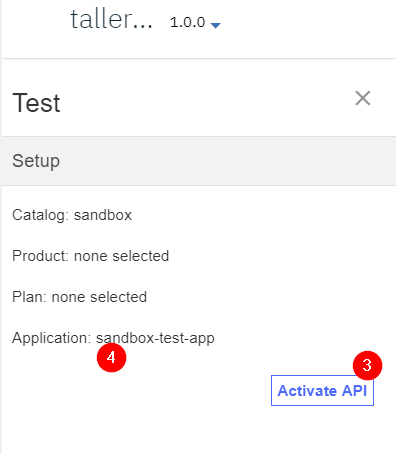 taller... 1.0.0
Test
Setup
Catalog: sandbox
Product: none selected
Plan: none selected
Application: sandbox-test-app
4
3
Activate API